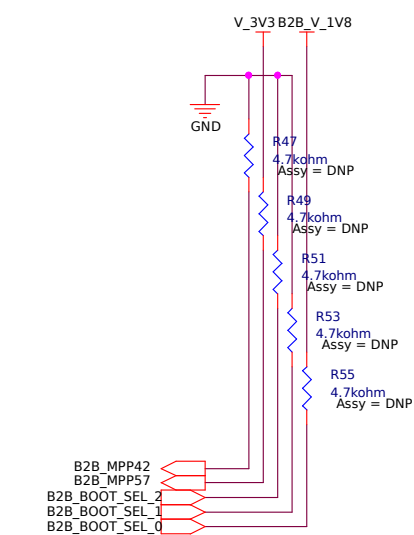 V_3V3 B2B_V_1V8
GND
R47
4.7kohm
Assy = DNP
R49
4.7kohm
Assy = DNP
R51
4.7kohm
Assy = DNP
R53
4.7kohm
Assy = DNP
R55
4.7kohm
Assy = DNP
B2B_MPP42
B2B_MPP57
B2B_BOOT_SEL_2
B2B_BOOT_SEL_1
B2B_BOOT_SEL_0